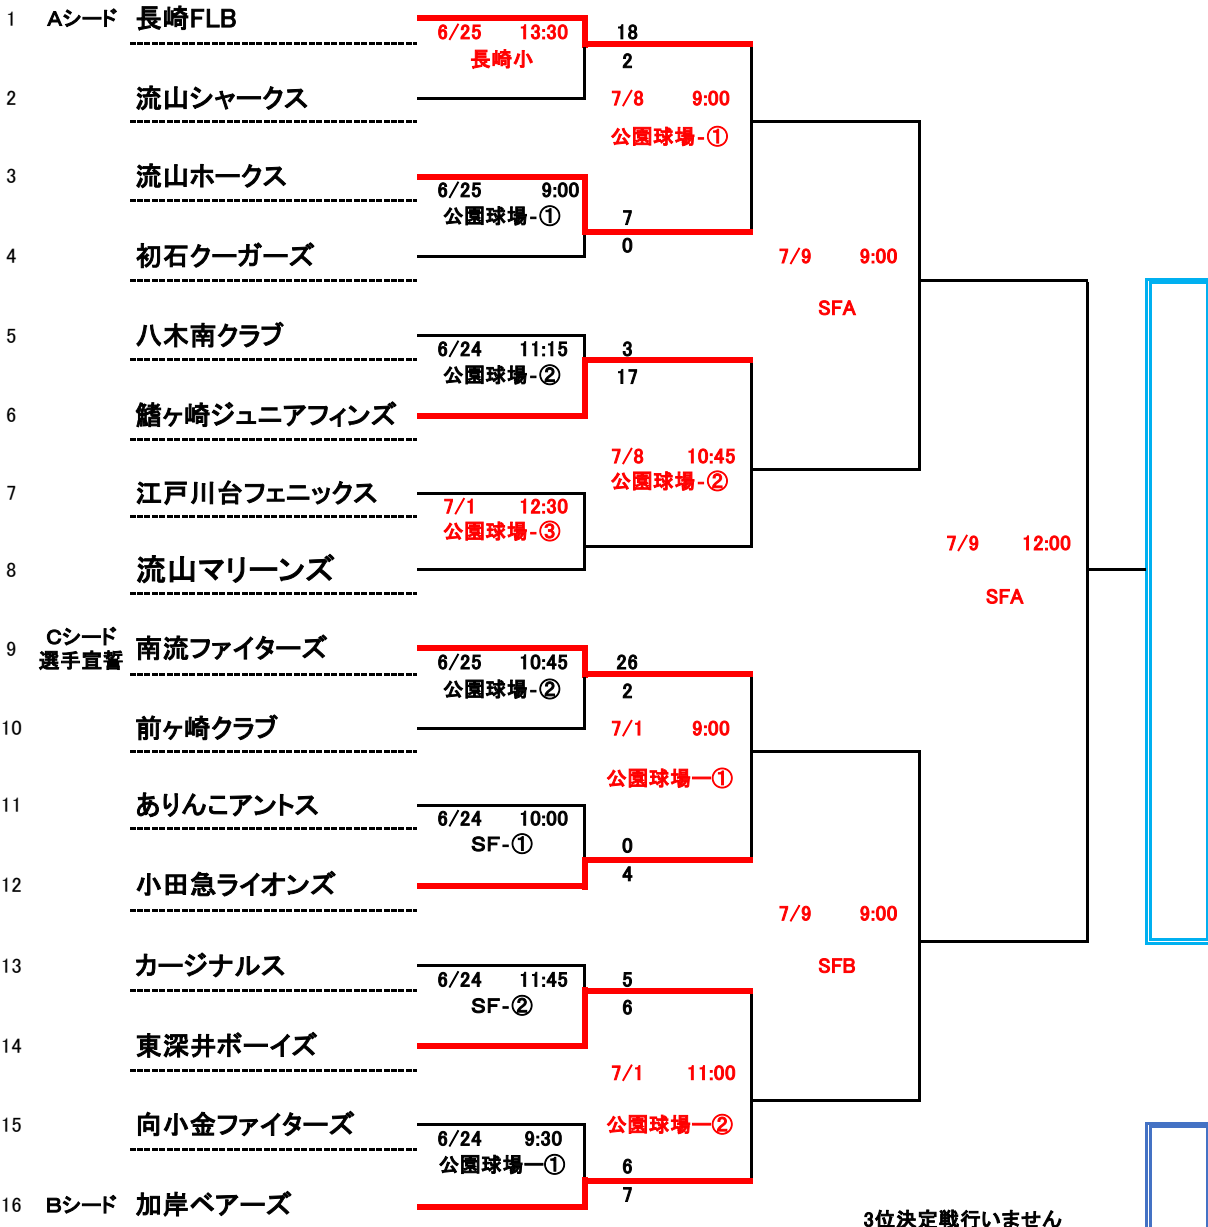 1 Aシード 長崎FLB
6/25 13:30
長崎小
18
2
2 流山シャークス
7/8 9:00
公園球場-①
3 流山ホークス
6/25 9:00
公園球場-①
7
0
4 初石クーガーズ
7/9 9:00
SFA
5 八木南クラブ
6/24 11:15
公園球場-②
3
17
6 鰭ヶ崎ジュニアフィンズ
7/8 10:45
公園球場-②
7 江戸川台フェニックス
7/1 12:30
公園球場-③
8 流山マリーンズ
7/9 12:00
SFA
9 Cシード
選手宣誓
南流ファイターズ
6/25 10:45
公園球場-②
26
2
10 前ヶ崎クラブ
7/1 9:00
公園球場ー①
11 ありんこアントス
6/24 10:00
SF-①
0
4
12 小田急ライオンズ
7/9 9:00
SFB
13 カージナルス
6/24 11:45
SF-②
5
6
14 東深井ボーイズ
7/1 11:00
公園球場ー②
15 向小金ファイターズ
6/24 9:30
公園球場ー①
6
7
16 Bシード 加岸ベアーズ
3位決定戦行いません